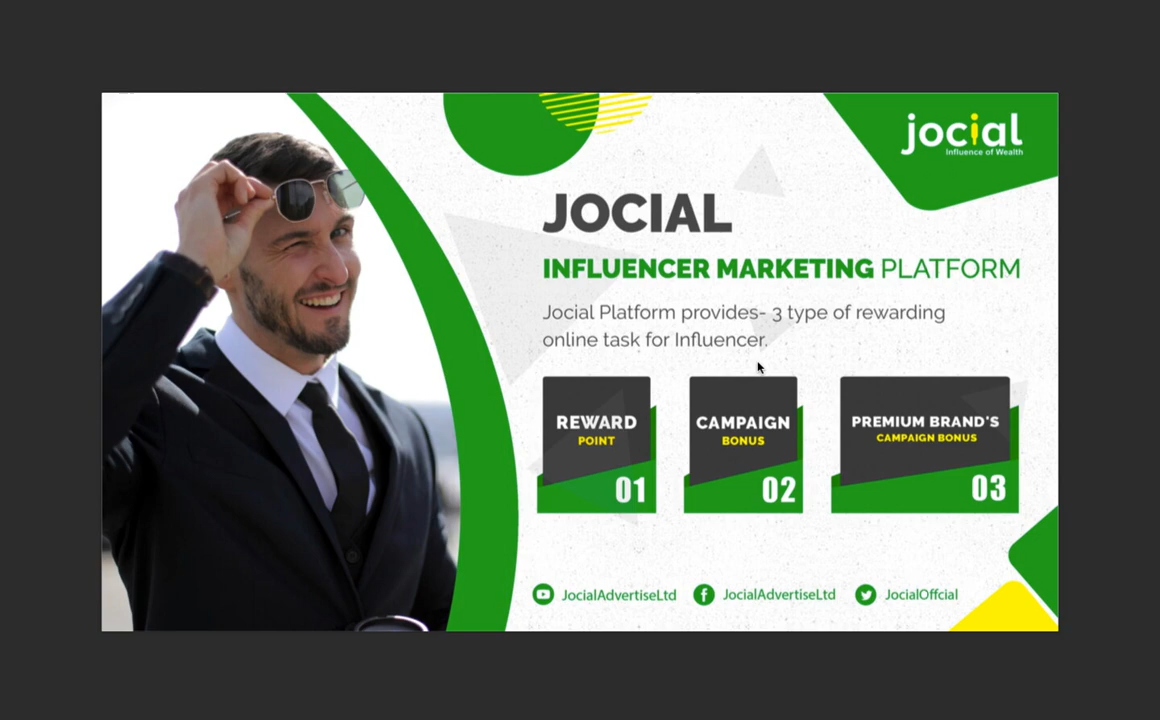 jocial
Influence of Wealth
JOCIAL
INFLUENCER MARKETING PLATFORM
Jocial Platform provides- 3 type of rewarding
online task for Influencer.
REWARD
POINT
01
CAMPAIGN
BONUS
02
PREMIUM BRAND'S
CAMPAIGN BONUS
03
JocialAdvertiseLtd
JocialAdvertiseLtd
JocialOffcial